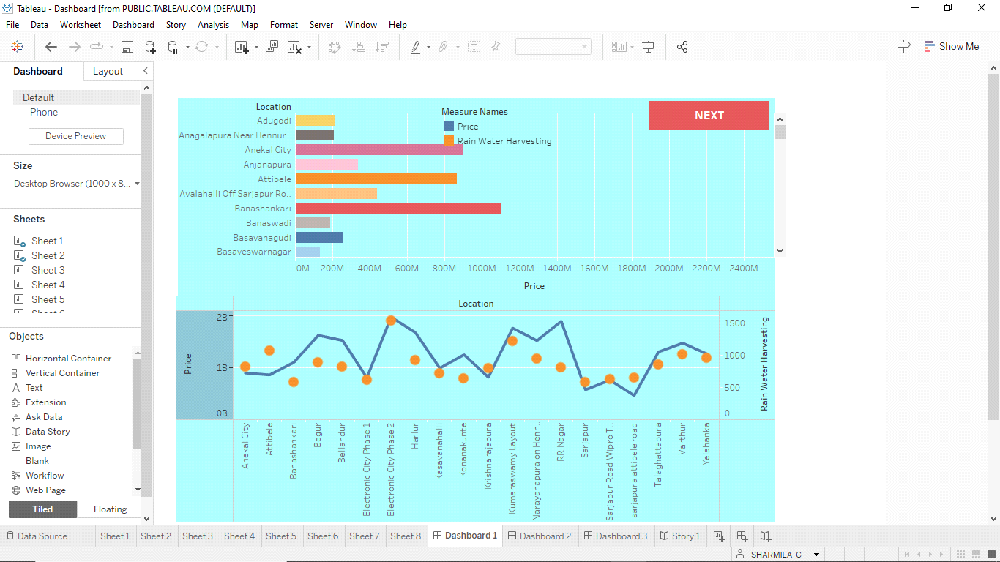 Tableau - Dashboard [from PUBLIC.TABLEAU.COM (DEFAULT)]
File Data Worksheet Dashboard Story Analysis Map Format Server Window Help
Show Me
Dashboard Layout
Default
Phone
Device Preview
Size
Desktop Browser (1000 x 8...
Sheets
Sheet 1
Sheet 2
Sheet 3
Sheet 4
Sheet 5
Objects
Horizontal Container
Vertical Container
Text
Extension
Ask Data
Data Story
Image
Blank
Workflow
Web Page
Tiled Floating
Location
Adugodi
Anagalapura Near Hennur..
Anekal City
Anjanapura
Attibele
Avalahalli Off Sarjapur Ro..
Banashankari
Banaswadi
Basavanagudi
Basaveswarnagar
Measure Names
Price
Rain Water Harvesting
NEXT
0M 200M 400M 600M 800M 1000M 1200M 1400M 1600M 1800M 2000M 2200M 2400M
Price
Location
2B
1B
0B
Price
1500
1000
500
0
Rain Water Harvesting
Anekal City
Attibele
Banashankari
Begur
Bellandur
Electronic City Phase 1
Electronic City Phase 2
Harlur
Kasavanahalli
Konanakunte
Krishnarajapura
Kumaraswamy Layout
Narayanapura on Henn..
RR Nagar
Sarjapur
Sarjapur Road Wipro T..
sarjapura attibele road
Talaghattapura
Varthur
Yelahanka
Data Source Sheet 1 Sheet 2 Sheet 3 Sheet 4 Sheet 5 Sheet 6 Sheet 7 Sheet 8 Dashboard 1 Dashboard 2 Dashboard 3 Story 1
SHARMILA C